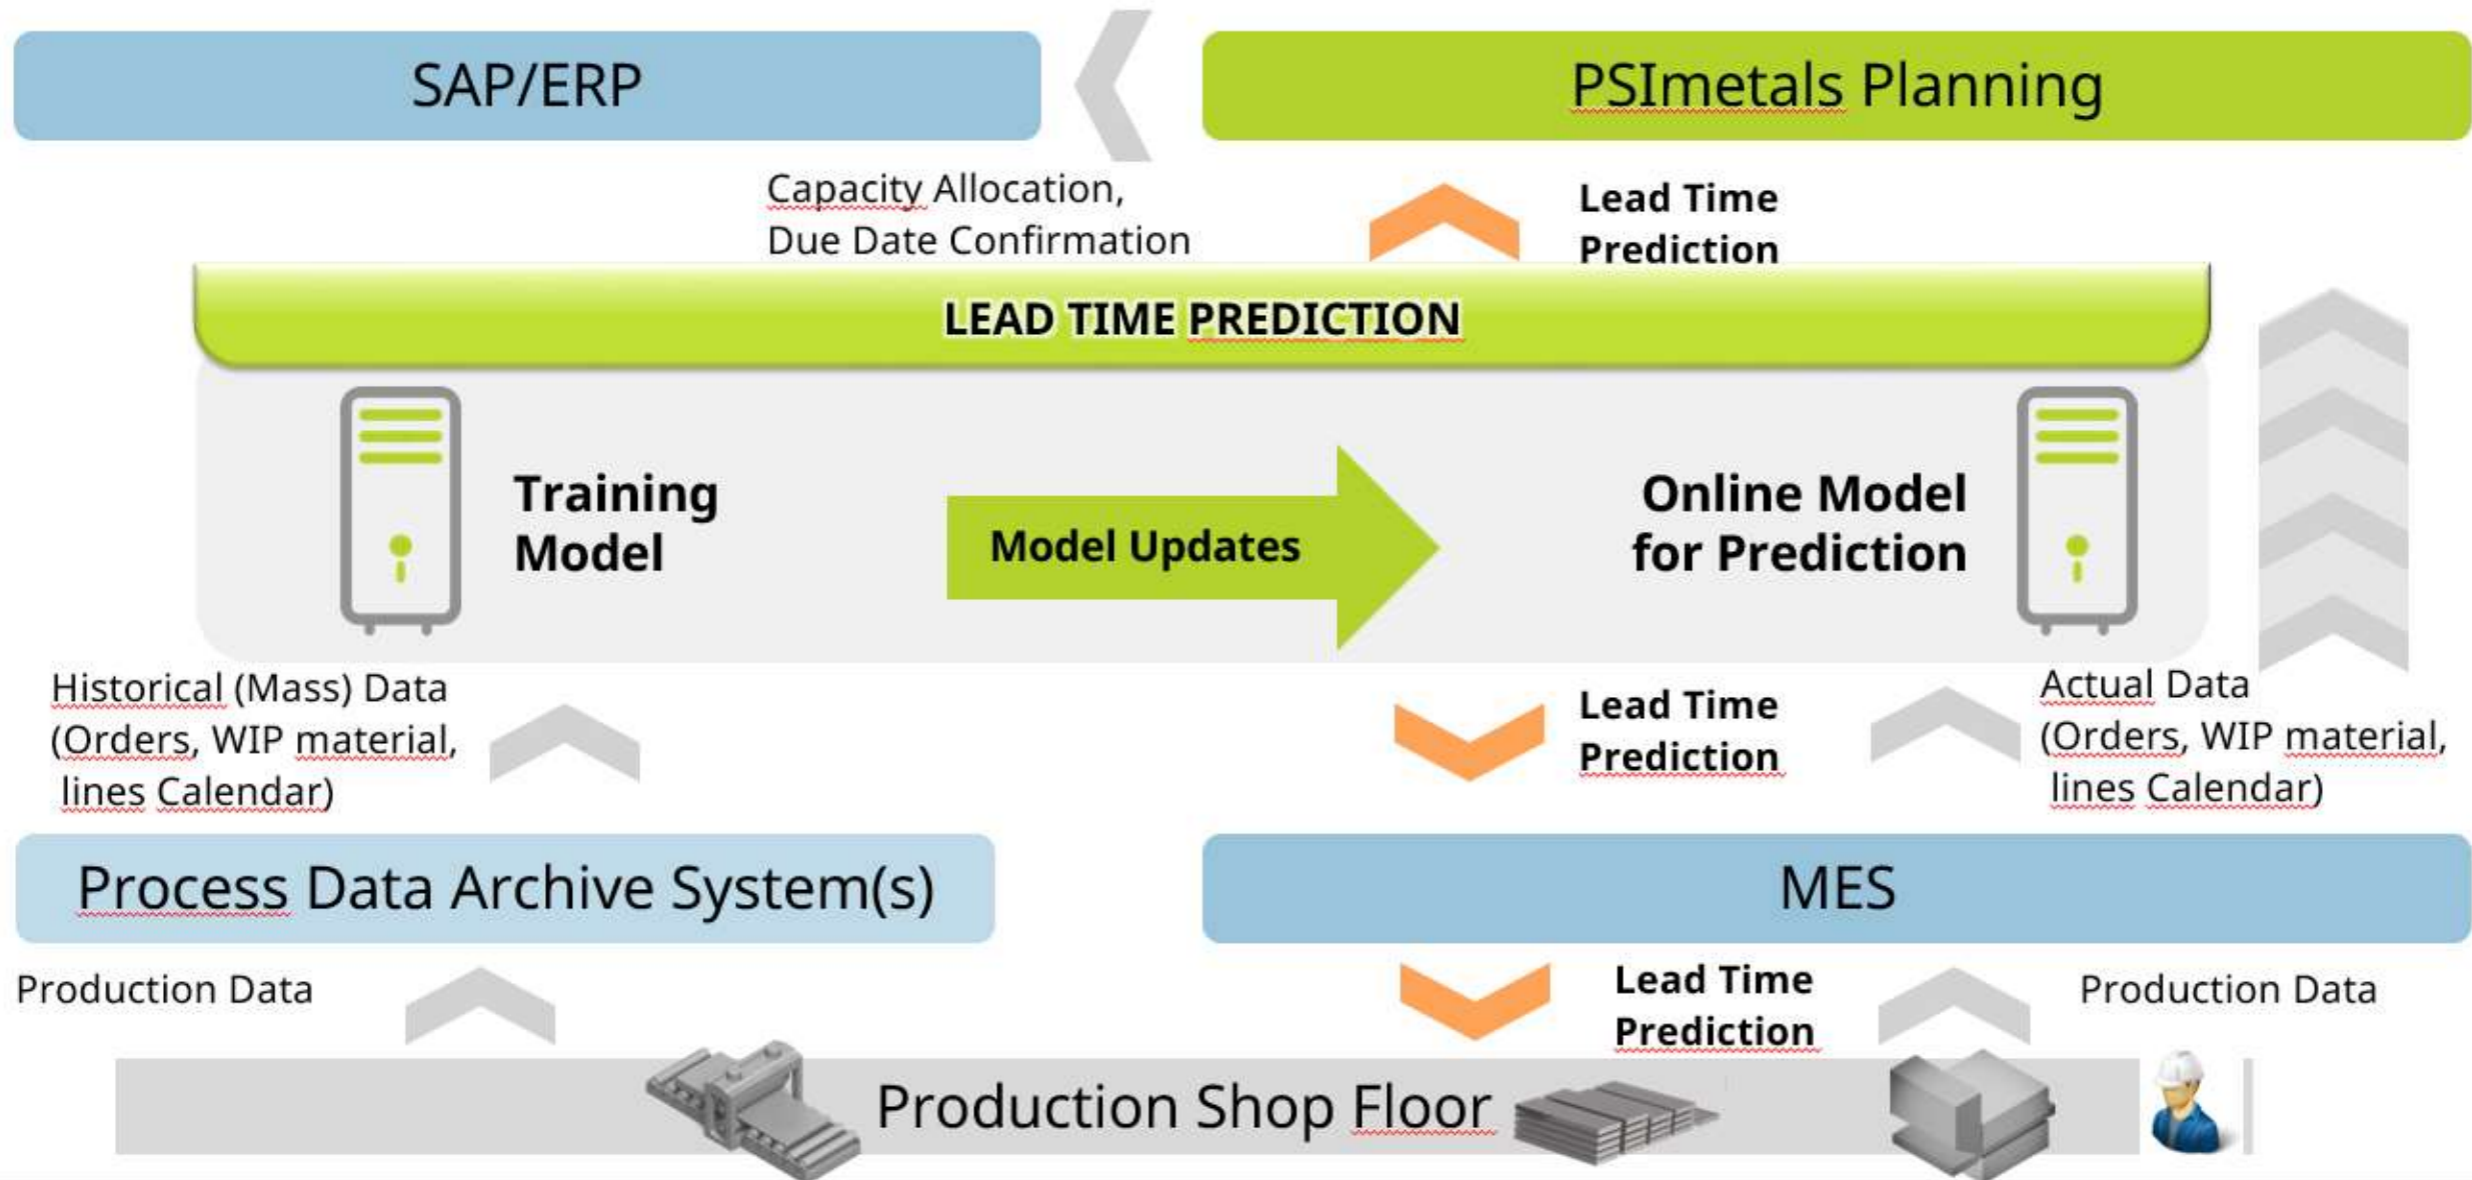 SAP/ERP
PSImetals Planning
Capacity Allocation,
Due Date Confirmation
Lead Time
Prediction
LEAD TIME PREDICTION
Training
Model
Model Updates
Online Model
for Prediction
Historical (Mass) Data
(Orders, WIP material,
lines Calendar)
Lead Time
Prediction
Actual Data
(Orders, WIP material,
lines Calendar)
Process Data Archive System(s)
MES
Production Data
Lead Time
Prediction
Production Data
Production Shop Floor